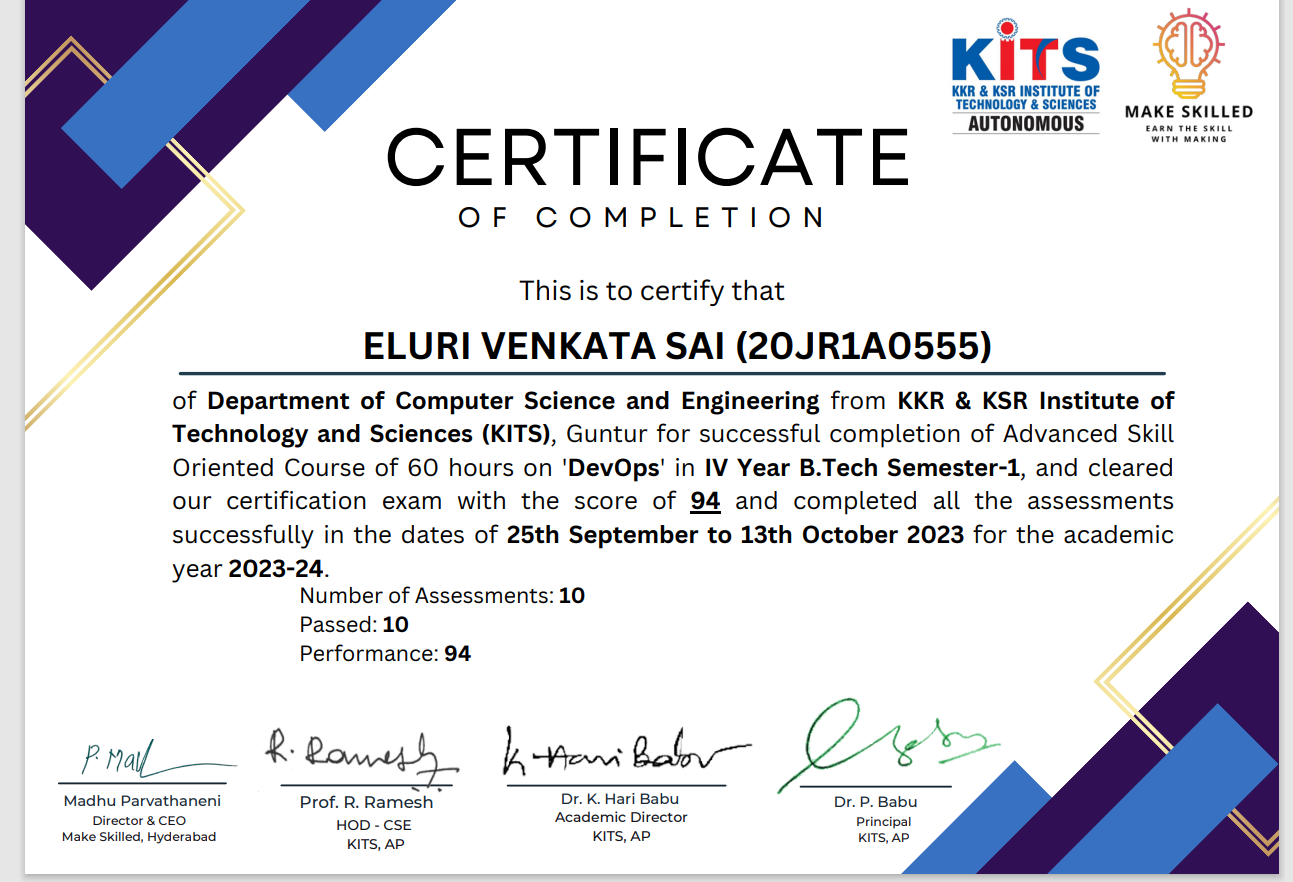 KiTS
KKR & KSR INSTITUTE OF
TECHNOLOGY & SCIENCES
AUTONOMOUS
MAKE SKILLED
EARN THE SKILL
WITH MAKING
CERTIFICATE
OF COMPLETION
This is to certify that
ELURI VENKATA SAI (20JR1A0555)
of Department of Computer Science and Engineering from KKR & KSR Institute of
Technology and Sciences (KITS), Guntur for successful completion of Advanced Skill
Oriented Course of 60 hours on 'DevOps' in IV Year B.Tech Semester-1, and cleared
our certification exam with the score of 94 and completed all the assessments
successfully in the dates of 25th September to 13th October 2023 for the academic
year 2023-24.
Number of Assessments: 10
Passed: 10
Performance: 94
R. Ramesh
K Hari Babu
Madhu Parvathaneni
Director & CEO
Make Skilled, Hyderabad
Prof. R. Ramesh
HOD - CSE
KITS, AP
Dr. K. Hari Babu
Academic Director
KITS, AP
Dr. P. Babu
Principal
KITS, AP